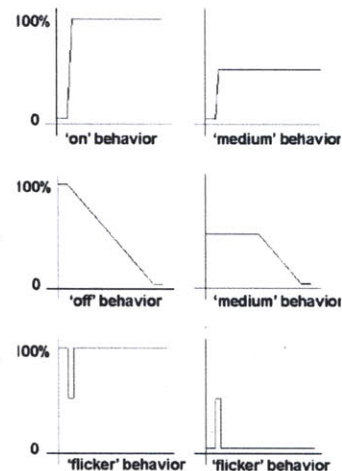 100%
0
'on' behavior
'medium' behavior
100%
0
'off' behavior
'medium' behavior
100%
0
'flicker' behavior
'flicker' behavior